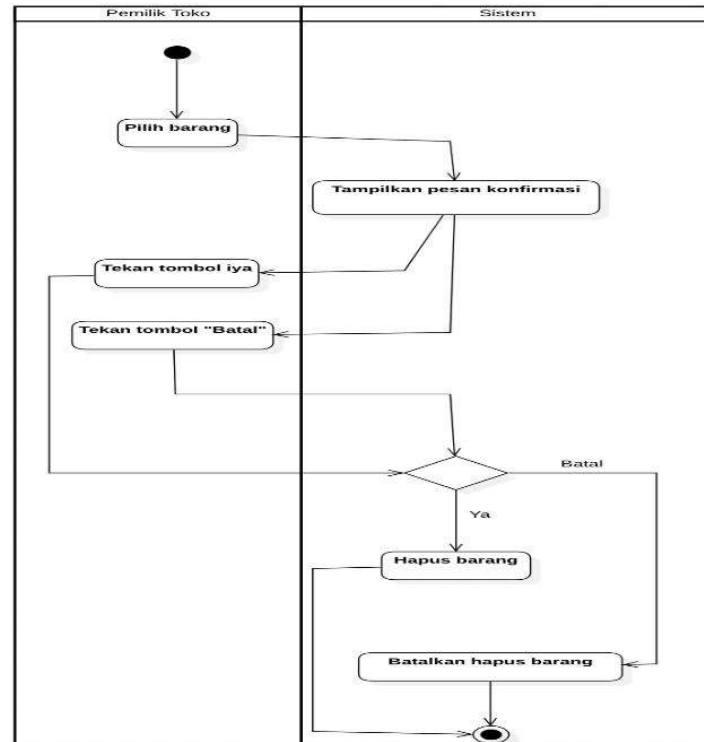 Pemilik Toko
Sistem
Pilih barang
Tampilkan pesan konfirmasi
Tekan tombol iya
Tekan tombol "Batal"
Batal
Ya
Hapus barang
Batalkan hapus barang